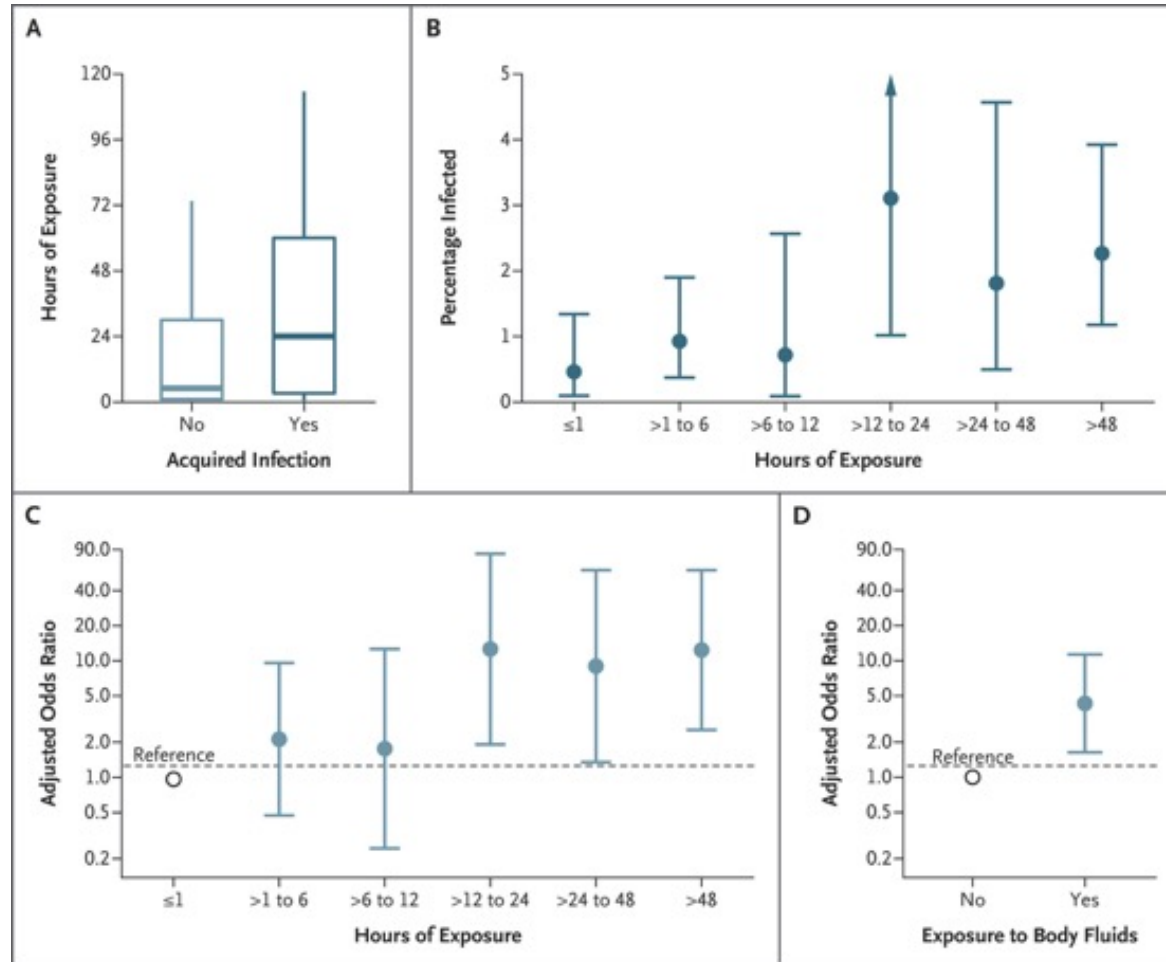 A
120
96
72
48
24
0
Hours of Exposure
No Yes
Acquired Infection
B
5
4
3
2
1
0
Percentage Infected
≤1 >1 to 6 >6 to 12 >12 to 24 >24 to 48 >48
Hours of Exposure
C
90.0
40.0
20.0
10.0
5.0
2.0
1.0
0.5
0.2
Adjusted Odds Ratio
Reference
≤1 >1 to 6 >6 to 12 >12 to 24 >24 to 48 >48
Hours of Exposure
D
90.0
40.0
20.0
10.0
5.0
2.0
1.0
0.5
0.2
Adjusted Odds Ratio
Reference
No Yes
Exposure to Body Fluids